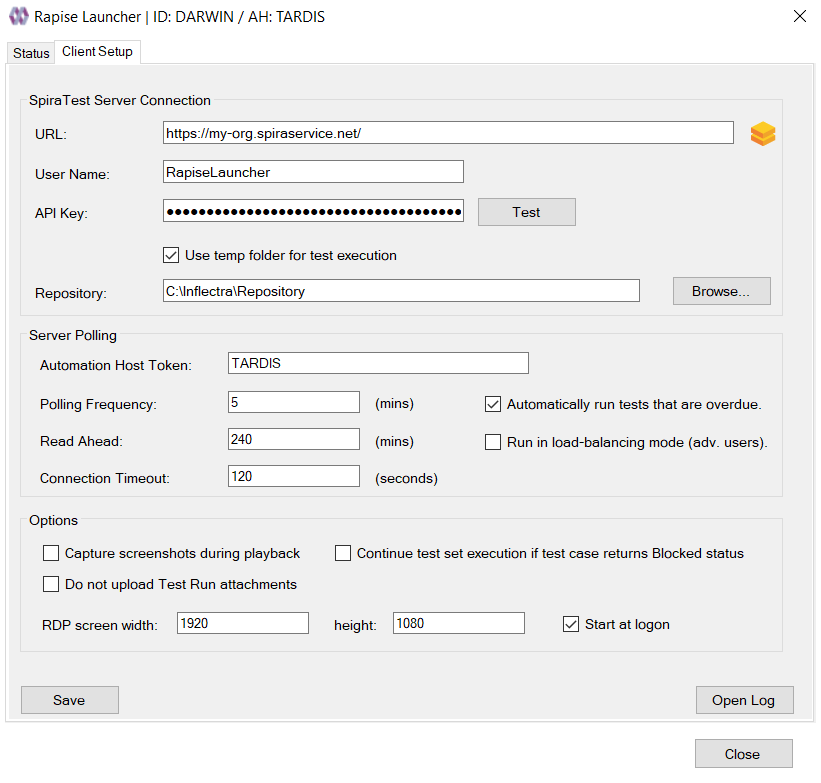 Rapise Launcher | ID: DARWIN / AH: TARDIS
Status Client Setup
SpiraTest Server Connection
URL: https://my-org.spiraservice.net/
User Name: RapiseLauncher
API Key: ●●●●●●●●●●●●●●●●●●●●●●●●●●●●●●●●●●●●● Test
Use temp folder for test execution
Repository: C:\Inflectra\Repository Browse...
Server Polling
Automation Host Token: TARDIS
Polling Frequency: 5 (mins) Automatically run tests that are overdue.
Read Ahead: 240 (mins) Run in load-balancing mode (adv. users).
Connection Timeout: 120 (seconds)
Options
Capture screenshots during playback Continue test set execution if test case returns Blocked status
Do not upload Test Run attachments
RDP screen width: 1920 height: 1080 Start at logon
Save Open Log
Close